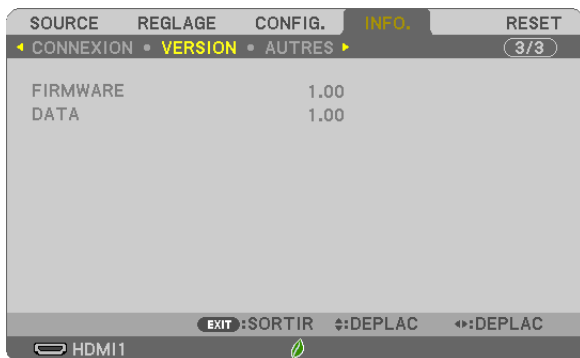 SOURCE REGLAGE CONFIG. INFO. RESET
CONNEXION • VERSION • AUTRES 3/3
FIRMWARE 1.00
DATA 1.00
EXIT :SORTIR :DEPLAC :DEPLAC
HDMI1